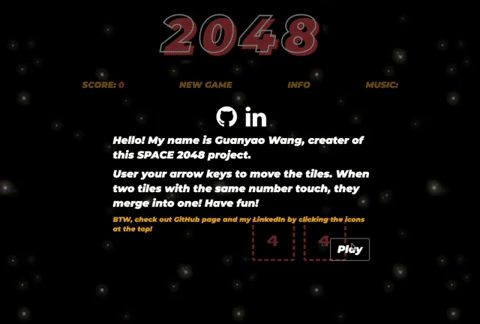 2048
SCORE: 0
NEW GAME
INFO
MUSIC:
in
Hello! My name is Guanyao Wang, creater of
this SPACE 2048 project.
User your arrow keys to move the tiles. When
two tiles with the same number touch, they
merge into one! Have fun!
BTW, check out GitHub page and my LinkedIn by clicking the icons
at the top!
4
4
Play